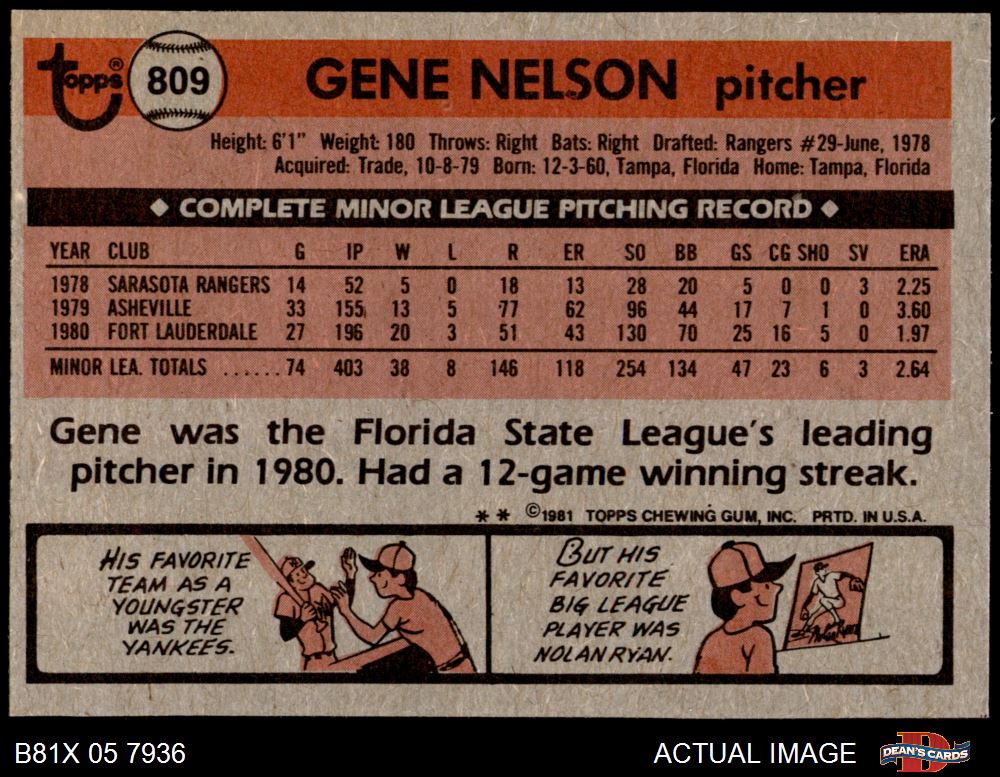 topps® 809 GENE NELSON pitcher
Height: 6'1" Weight: 180 Throws: Right Bats: Right Drafted: Rangers #29-June, 1978
Acquired: Trade, 10-8-79 Born: 12-3-60, Tampa, Florida Home: Tampa, Florida
◆ COMPLETE MINOR LEAGUE PITCHING RECORD ◆
YEAR CLUB G IP W L R ER SO BB GS CG SHO SV ERA
1978 SARASOTA RANGERS 14 52 5 0 18 13 28 20 5 0 0 3 2.25
1979 ASHEVILLE 33 155 13 5 77 62 96 44 17 7 1 0 3.60
1980 FORT LAUDERDALE 27 196 20 3 51 43 130 70 25 16 5 0 1.97
MINOR LEA. TOTALS ...... 74 403 38 8 146 118 254 134 47 23 6 3 2.64
Gene was the Florida State League's leading
pitcher in 1980. Had a 12-game winning streak.
** ©1981 TOPPS CHEWING GUM, INC. PRTD. IN U.S.A.
HIS FAVORITE
TEAM AS A
YOUNGSTER
WAS THE
YANKEES.
BUT HIS
FAVORITE
BIG LEAGUE
PLAYER WAS
NOLAN RYAN.
Y
Nolan Ryan
B81X 05 7936 ACTUAL IMAGE DEAN'S CARDS